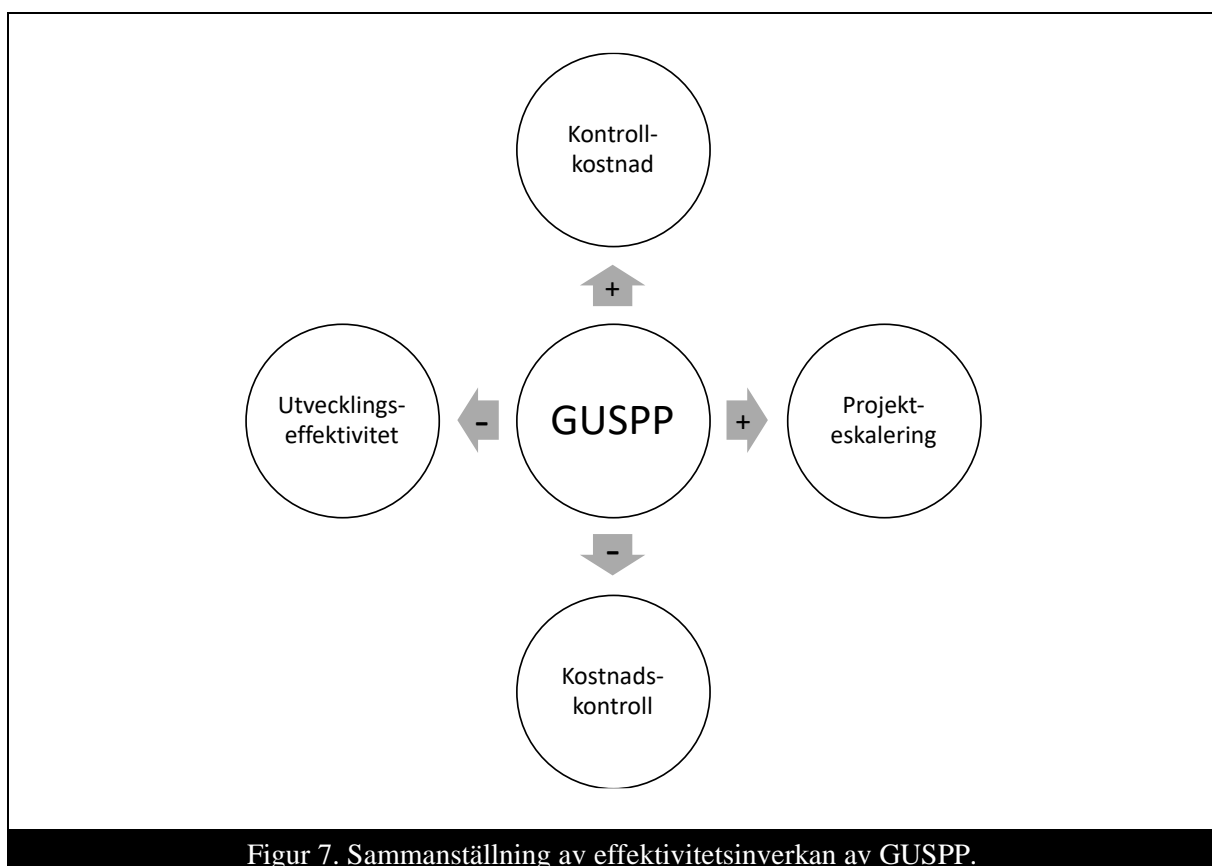 Kontroll-
kostnad
+
Utvecklings-
effektivitet
-
GUSPP
+
Projekt-
eskalering
-
Kostnads-
kontroll
Figur 7. Sammanställning av effektivitetsinverkan av GUSPP.